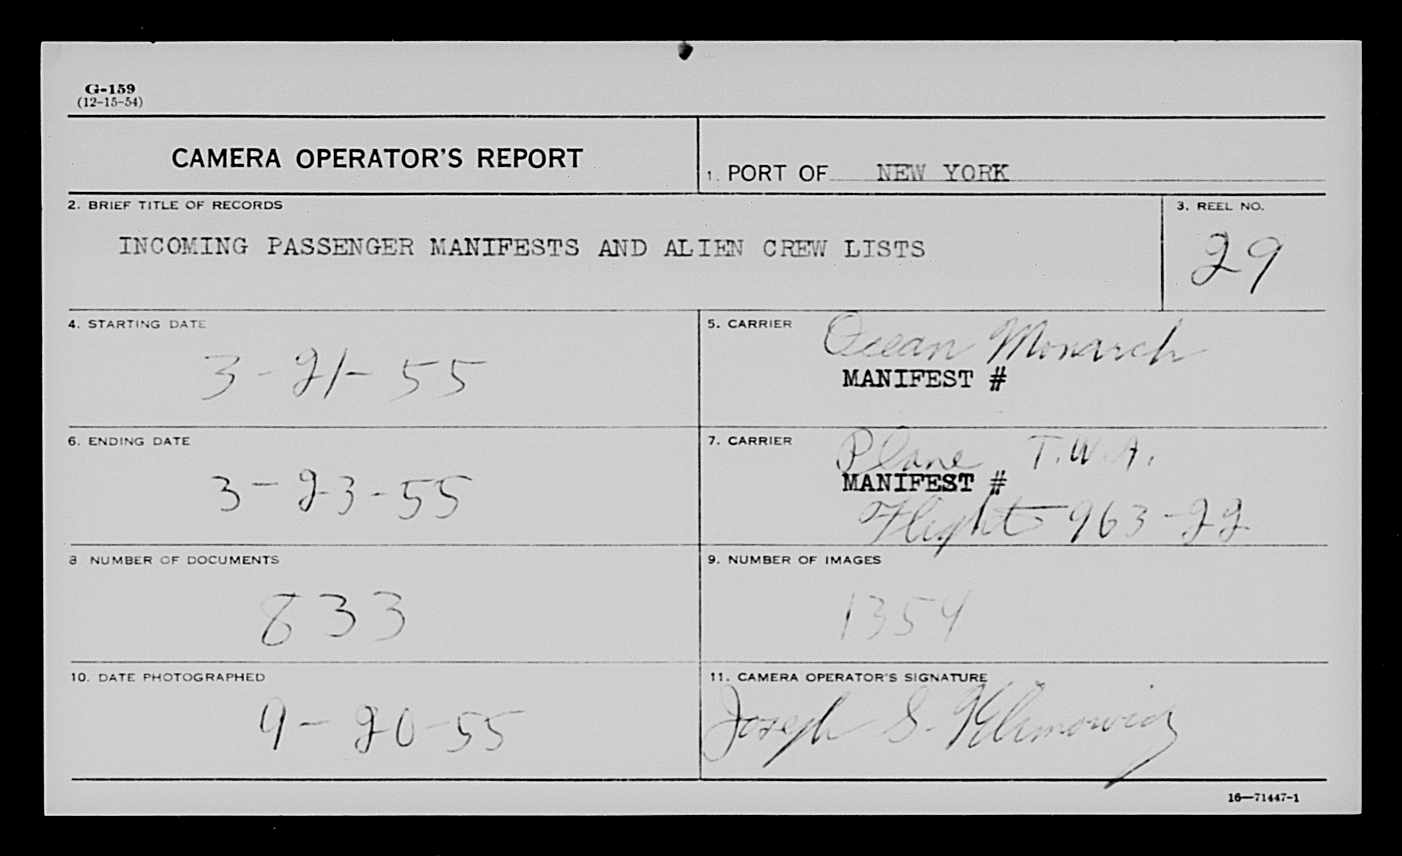 G-159
(12-15-54)
CAMERA OPERATOR'S REPORT
1. PORT OF NEW YORK
2. BRIEF TITLE OF RECORDS
INCOMING PASSENGER MANIFESTS AND ALIEN CREW LISTS
3. REEL NO.
29
4. STARTING DATE
3-21-55
5. CARRIER Ocean Monarch
MANIFEST #
6. ENDING DATE
3-23-55
7. CARRIER Plane T.W.A.
MANIFEST #
Flight 963-22
8 NUMBER OF DOCUMENTS
833
9. NUMBER OF IMAGES
1354
10. DATE PHOTOGRAPHED
9-20-55
11. CAMERA OPERATOR'S SIGNATURE
Joseph S. Klimowicz
16—71447-1